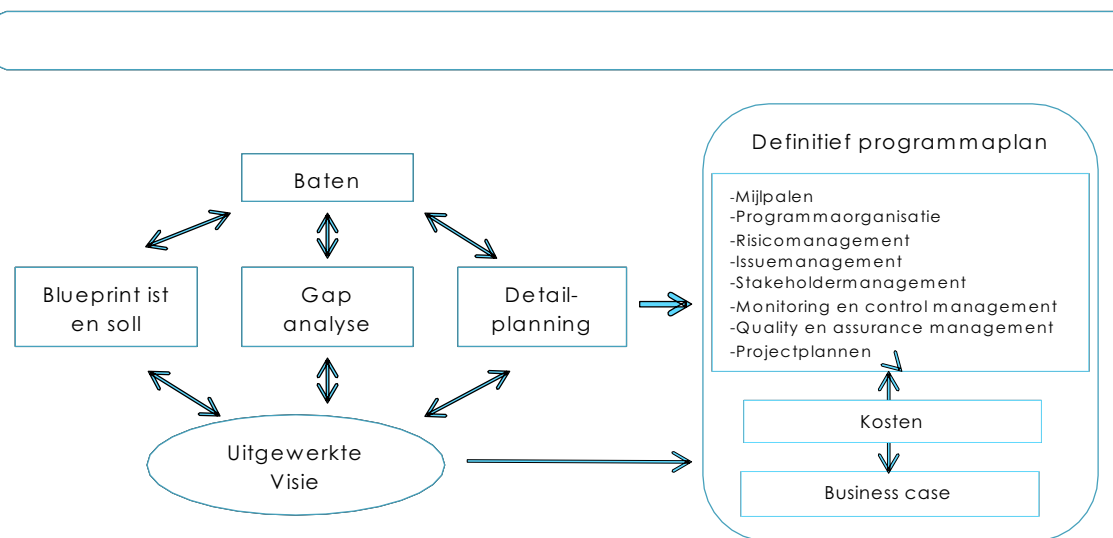 Definitief programmaplan
Baten
-Mijlpalen
-Programmaorganisatie
-Risicomanagement
-Issuemanagement
-Stakeholdermanagement
-Monitoring en control management
-Quality en assurance management
-Projectplannen
Blueprint ist
en soll
Gap
analyse
Detail-
planning
Kosten
Uitgewerkte
Visie
Business case